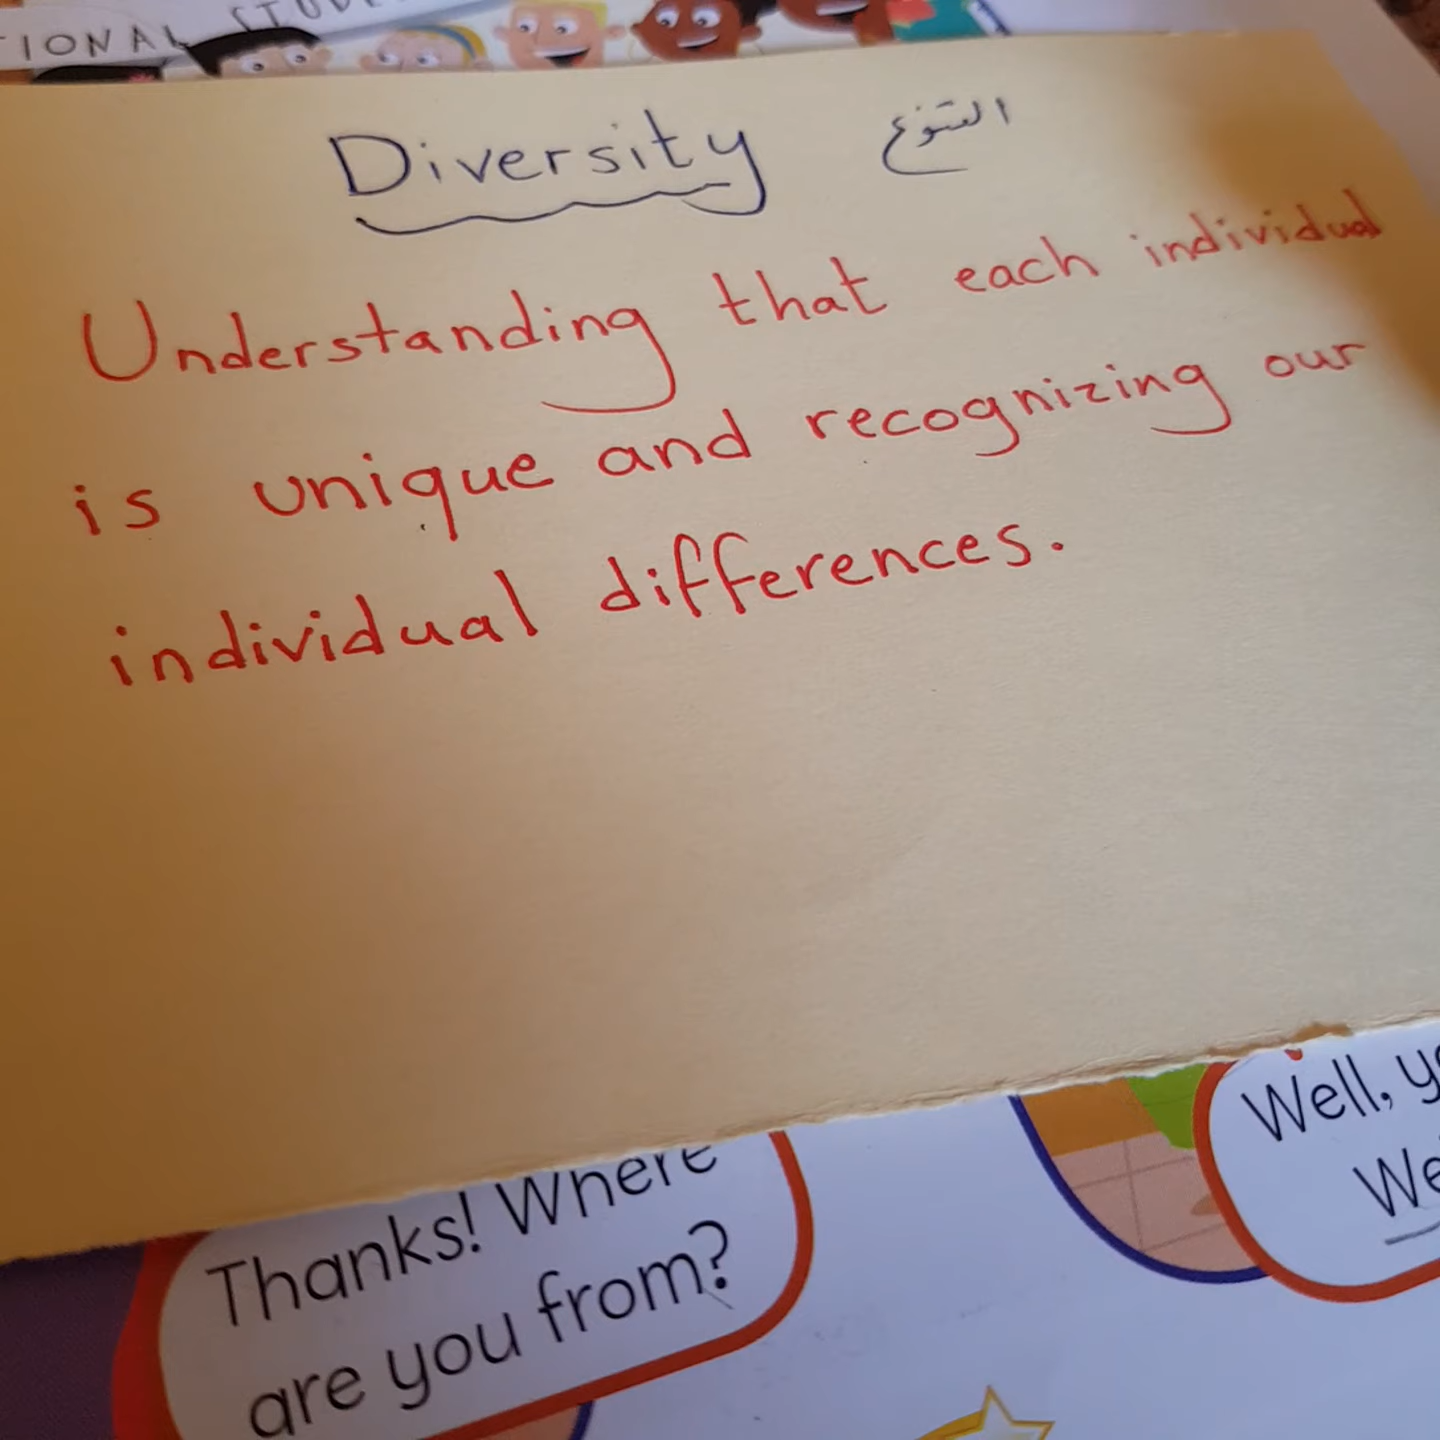 Diversity التنوع
Understanding that each individual
is unique and recognizing our
individual differences.
Thanks! Where
are you from?
Well,